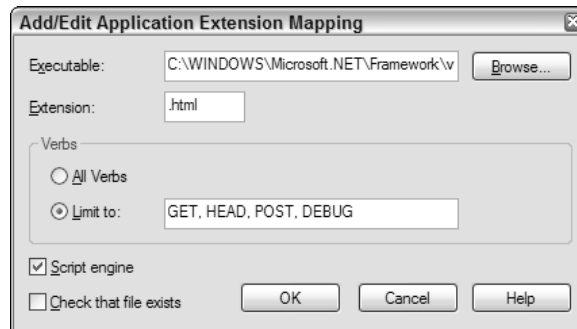 Add/Edit Application Extension Mapping
Executable: C:\WINDOWS\Microsoft.NET\Framework\v Browse...
Extension: .html
Verbs
All Verbs
Limit to: GET, HEAD, POST, DEBUG
Script engine
Check that file exists OK Cancel Help